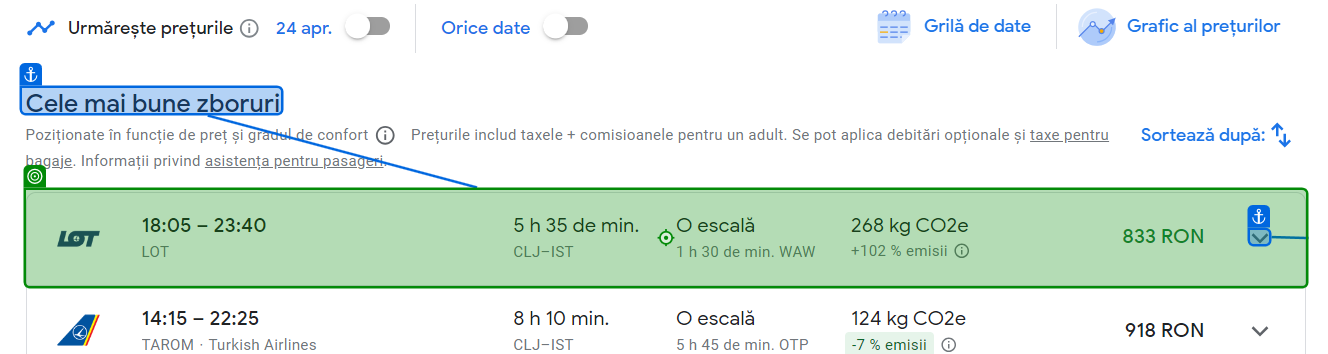 Urmărește prețurile 24 apr. Orice date Grilă de date Grafic al prețurilor
Cele mai bune zboruri
Poziționate în funcție de preț și gradul de confort Prețurile includ taxele + comisioanele pentru un adult. Se pot aplica debitări opționale și taxe pentru
bagaje. Informații privind asistența pentru pasageri.
Sortează după:
LOT 18:05 – 23:40 5 h 35 de min. O escală 268 kg CO2e 833 RON
LOT CLJ–IST 1 h 30 de min. WAW +102 % emisii
14:15 – 22:25 8 h 10 min. O escală 124 kg CO2e 918 RON
TAROM · Turkish Airlines CLJ–IST 5 h 45 de min. OTP -7 % emisii